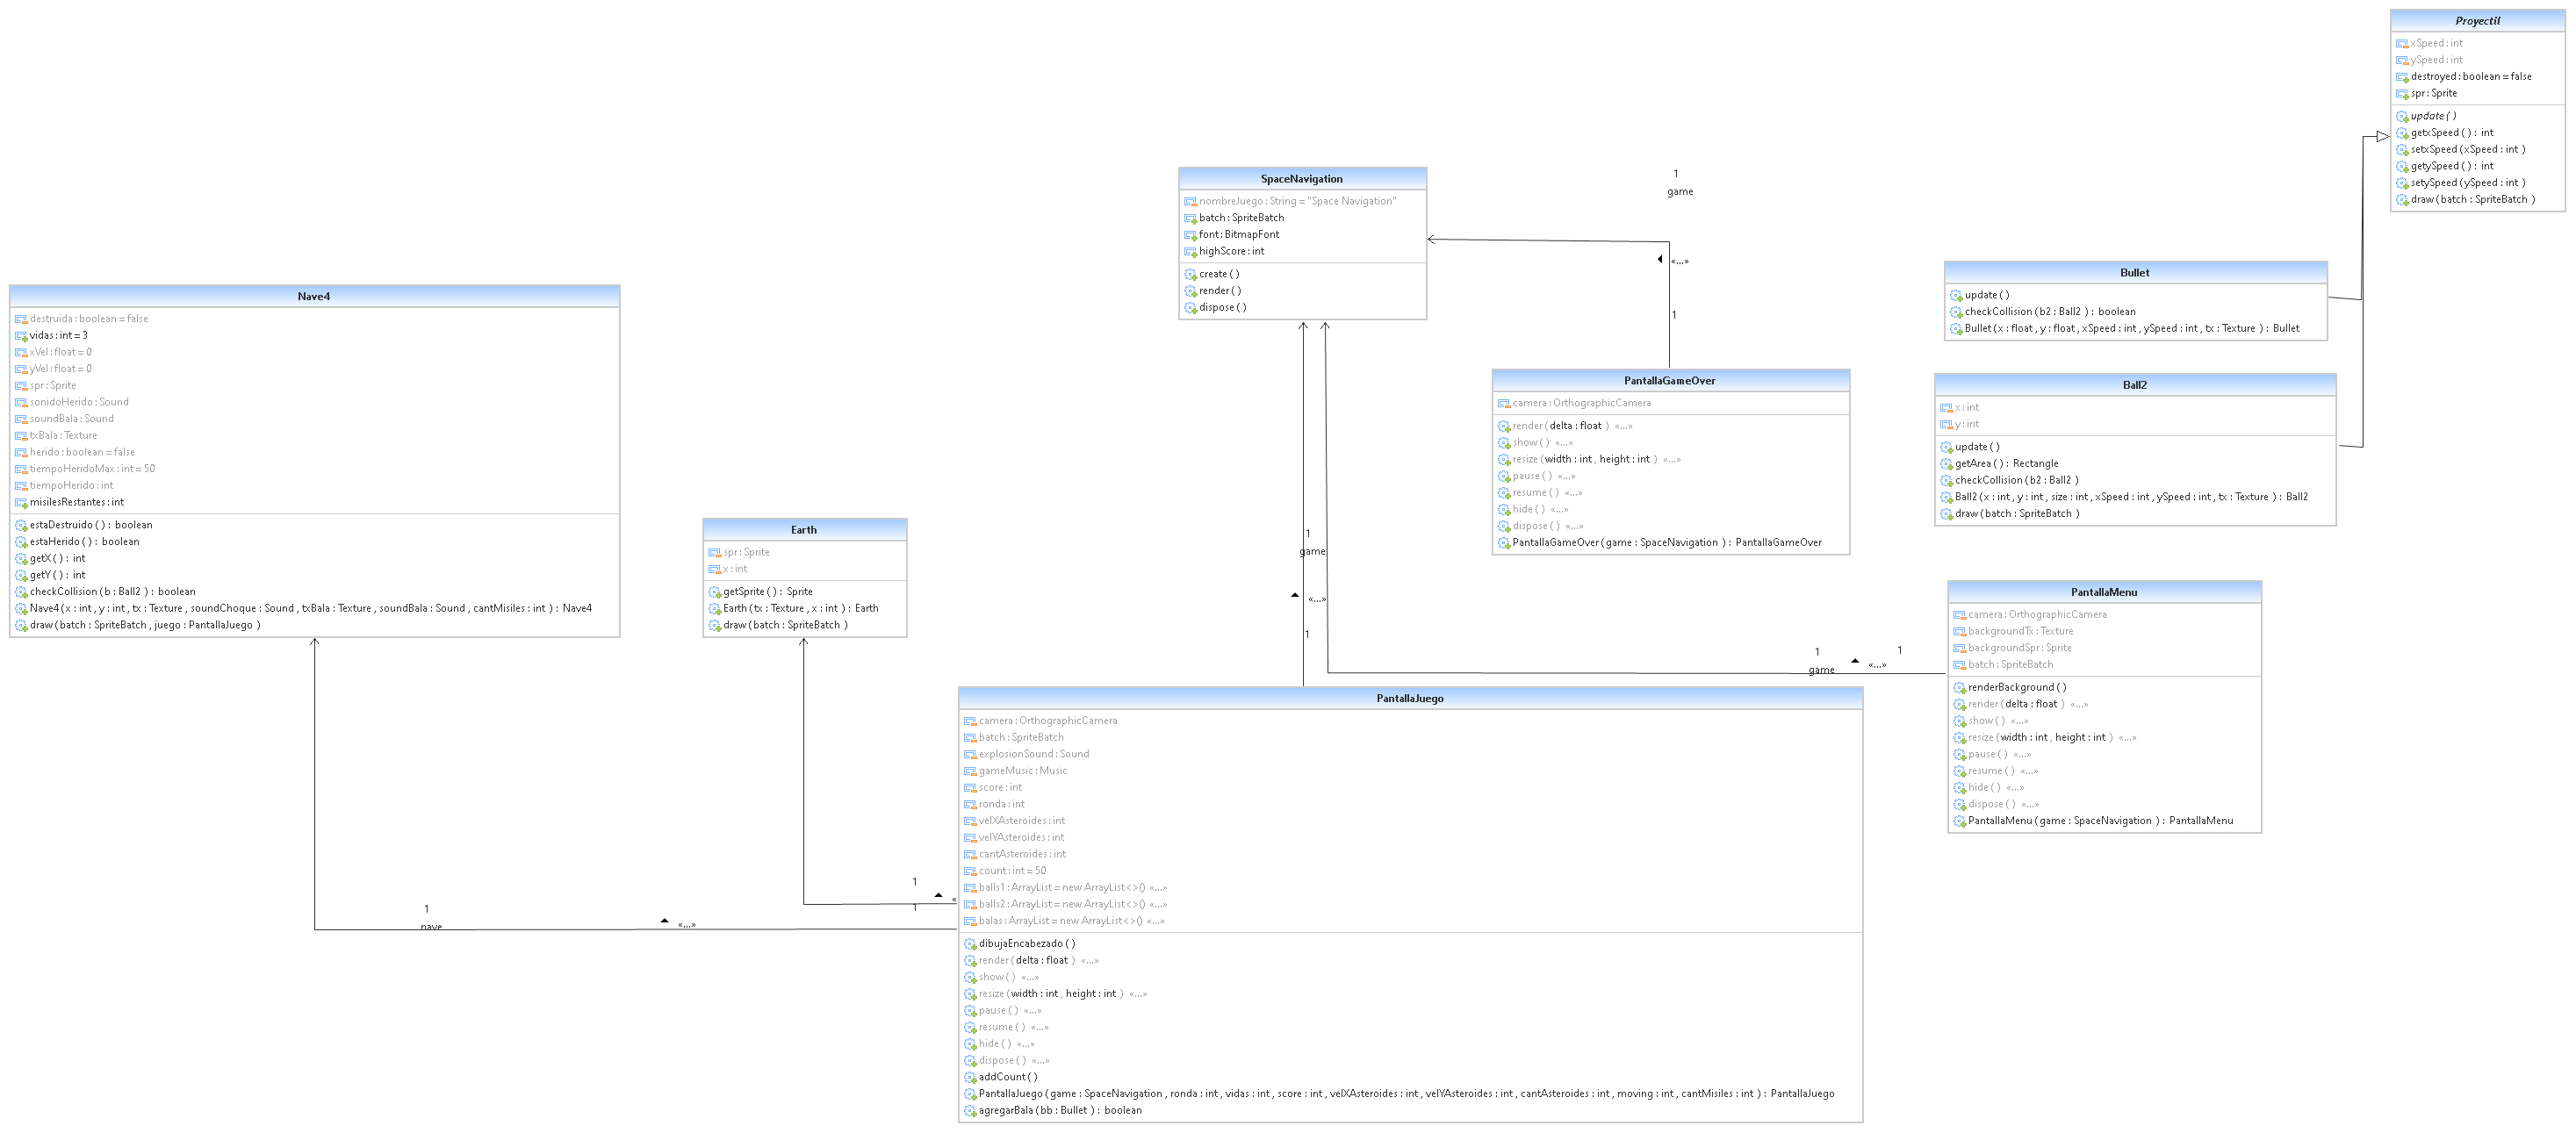 Proyectil
xSpeed : int
ySpeed : int
destroyed : boolean = false
spr : Sprite
update ( )
getxSpeed ( ) : int
setxSpeed ( xSpeed : int )
getySpeed ( ) : int
setySpeed ( ySpeed : int )
draw ( batch : SpriteBatch )
SpaceNavigation
nombreJuego : String = "Space Navigation"
batch : SpriteBatch
font : BitmapFont
highScore : int
create ( )
render ( )
dispose ( )
1
game
«...»
1
Bullet
update ( )
checkCollision ( b2 : Ball2 ) : boolean
Bullet ( x : float , y : float , xSpeed : int , ySpeed : int , tx : Texture ) : Bullet
Nave4
destruida : boolean = false
vidas : int = 3
xVel : float = 0
yVel : float = 0
spr : Sprite
sonidoHerido : Sound
soundBala : Sound
txBala : Texture
herido : boolean = false
tiempoHeridoMax : int = 50
tiempoHerido : int
misilesRestantes : int
estaDestruido ( ) : boolean
estaHerido ( ) : boolean
getX ( ) : int
getY ( ) : int
checkCollision ( b : Ball2 ) : boolean
Nave4 ( x : int , y : int , tx : Texture , soundChoque : Sound , txBala : Texture , soundBala : Sound , cantMisiles : int ) : Nave4
draw ( batch : SpriteBatch , juego : PantallaJuego )
PantallaGameOver
camera : OrthographicCamera
render ( delta : float ) «...»
show ( ) «...»
resize ( width : int , height : int ) «...»
pause ( ) «...»
resume ( ) «...»
hide ( ) «...»
dispose ( ) «...»
PantallaGameOver ( game : SpaceNavigation ) : PantallaGameOver
Ball2
x : int
y : int
update ( )
getArea ( ) : Rectangle
checkCollision ( b2 : Ball2 )
Ball2 ( x : int , y : int , size : int , xSpeed : int , ySpeed : int , tx : Texture ) : Ball2
draw ( batch : SpriteBatch )
Earth
spr : Sprite
x : int
getSprite ( ) : Sprite
Earth ( tx : Texture , x : int ) : Earth
draw ( batch : SpriteBatch )
1
game
«...»
1
PantallaMenu
camera : OrthographicCamera
backgroundTx : Texture
backgroundSpr : Sprite
batch : SpriteBatch
renderBackground ( )
render ( delta : float ) «...»
show ( ) «...»
resize ( width : int , height : int ) «...»
pause ( ) «...»
resume ( ) «...»
hide ( ) «...»
dispose ( ) «...»
PantallaMenu ( game : SpaceNavigation ) : PantallaMenu
1
game
«...»
1
PantallaJuego
camera : OrthographicCamera
batch : SpriteBatch
explosionSound : Sound
gameMusic : Music
score : int
ronda : int
velXAsteroides : int
velYAsteroides : int
cantAsteroides : int
count : int = 50
balls1 : ArrayList = new ArrayList<>() «...»
balls2 : ArrayList = new ArrayList<>() «...»
balas : ArrayList = new ArrayList<>() «...»
dibujaEncabezado ( )
render ( delta : float ) «...»
show ( ) «...»
resize ( width : int , height : int ) «...»
pause ( ) «...»
resume ( ) «...»
hide ( ) «...»
dispose ( ) «...»
addCount ( )
PantallaJuego ( game : SpaceNavigation , ronda : int , vidas : int , score : int , velXAsteroides : int , velYAsteroides : int , cantAsteroides : int , moving : int , cantMisiles : int ) : PantallaJuego
agregarBala ( bb : Bullet ) : boolean
1
1
1
nave
«...»